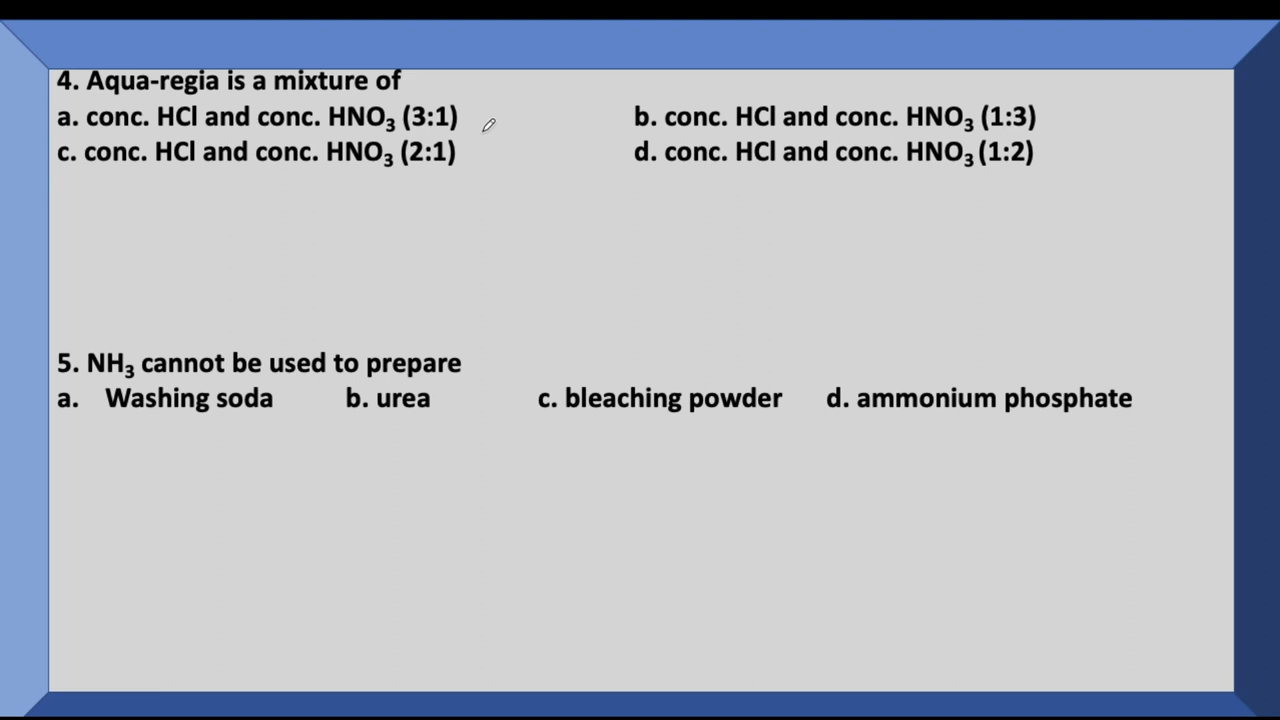 4. Aqua-regia is a mixture of
a. conc. HCl and conc. HNO₃ (3:1) b. conc. HCl and conc. HNO₃ (1:3)
c. conc. HCl and conc. HNO₃ (2:1) d. conc. HCl and conc. HNO₃ (1:2)
5. NH₃ cannot be used to prepare
a. Washing soda b. urea c. bleaching powder d. ammonium phosphate